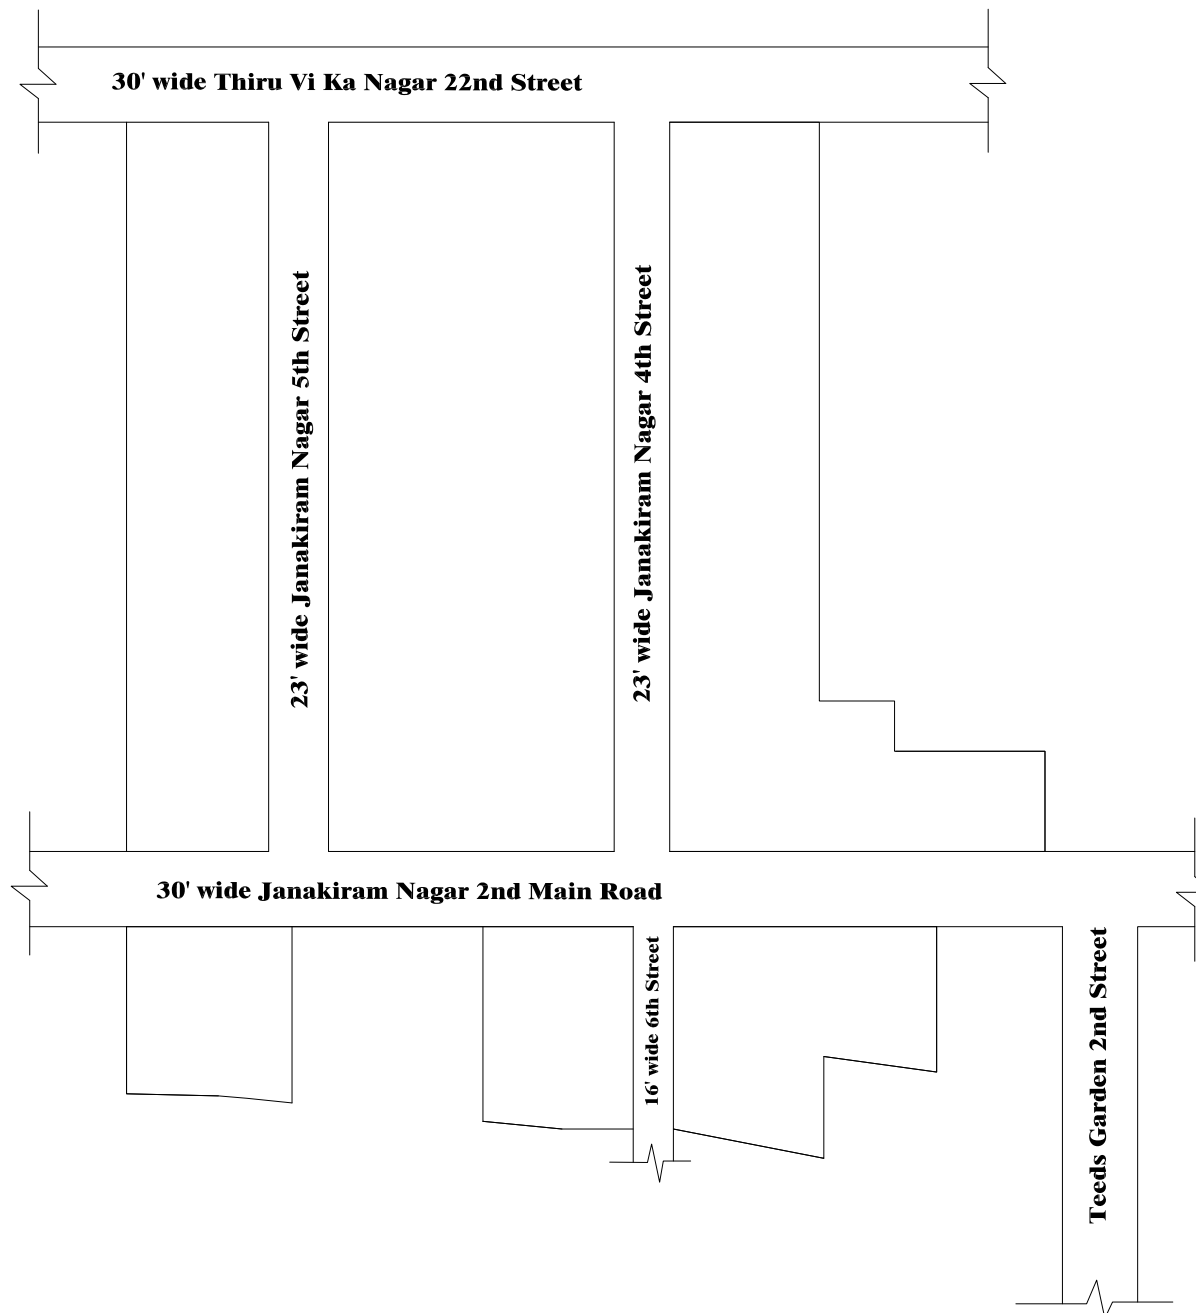 30' wide Thiru Vi Ka Nagar 22nd Street
23' wide Janakiram Nagar 5th Street
23' wide Janakiram Nagar 4th Street
30' wide Janakiram Nagar 2nd Main Road
16' wide 6th Street
Teeds Garden 2nd Street